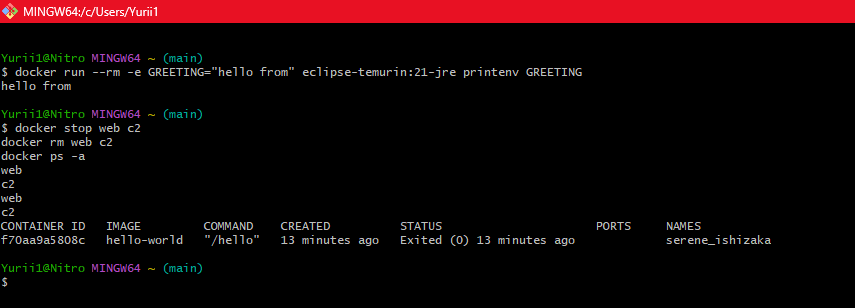 MINGW64:/c/Users/Yurii1
Yurii1@Nitro MINGW64 ~ (main)
$ docker run --rm -e GREETING="hello from" eclipse-temurin:21-jre printenv GREETING
hello from
Yurii1@Nitro MINGW64 ~ (main)
$ docker stop web c2
docker rm web c2
docker ps -a
web
c2
web
c2
CONTAINER ID   IMAGE         COMMAND    CREATED          STATUS                      PORTS     NAMES
f70aa9a5808c   hello-world   "/hello"   13 minutes ago   Exited (0) 13 minutes ago             serene_ishizaka
Yurii1@Nitro MINGW64 ~ (main)
$